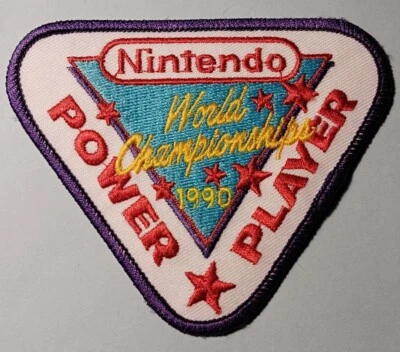 Nintendo
World
Championships
1990
POWER
PLAYER